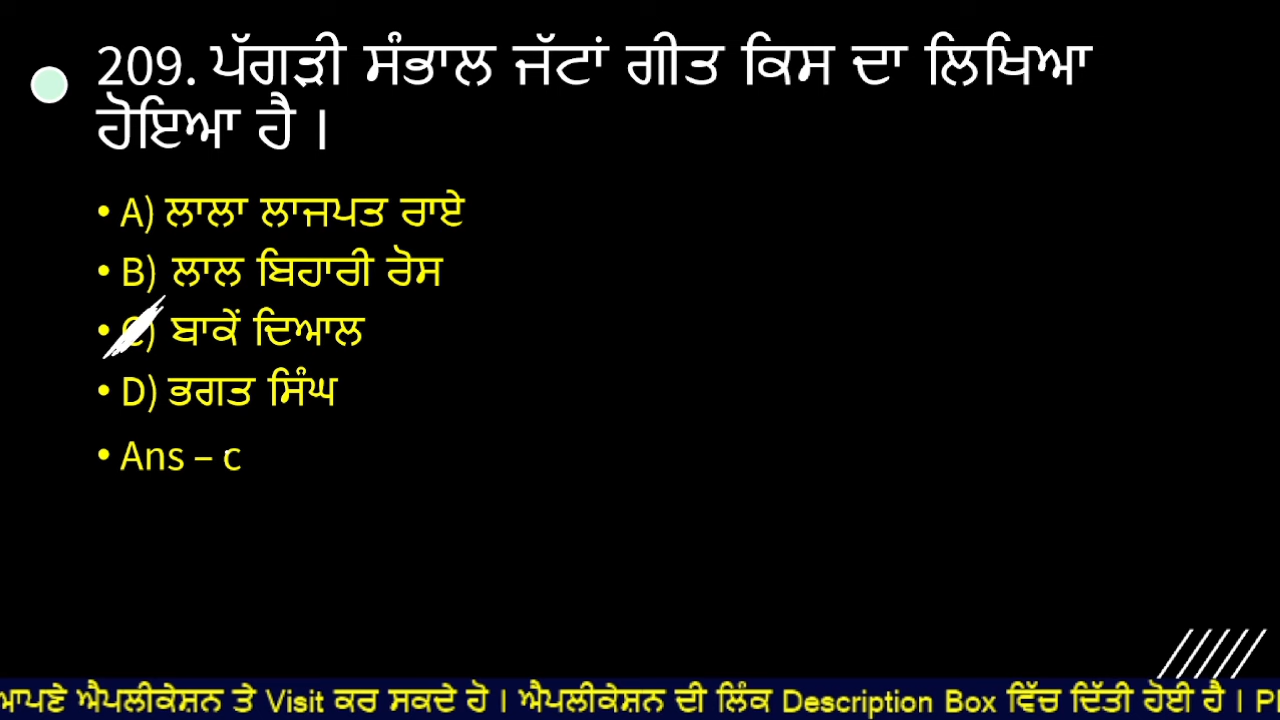 209. ਪੱਗੜੀ ਸੰਭਾਲ ਜੱਟਾਂ ਗੀਤ ਕਿਸ ਦਾ ਲਿਖਿਆ
ਹੋਇਆ ਹੈ ।
• A) ਲਾਲਾ ਲਾਜਪਤ ਰਾਏ
• B) ਲਾਲ ਬਿਹਾਰੀ ਰੋਸ
• C) ਬਾਕੇਂ ਦਿਆਲ
• D) ਭਗਤ ਸਿੰਘ
• Ans – c
ਆਪਣੇ ਐਪਲੀਕੇਸ਼ਨ ਤੇ Visit ਕਰ ਸਕਦੇ ਹੋ । ਐਪਲੀਕੇਸ਼ਨ ਦੀ ਲਿੰਕ Description Box ਵਿੱਚ ਦਿੱਤੀ ਹੋਈ ਹੈ ।